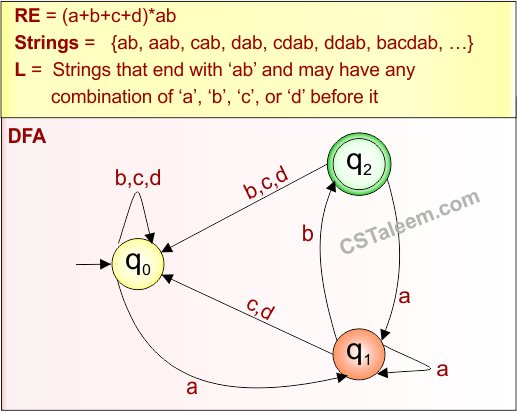 RE = (a+b+c+d)*ab
Strings = {ab, aab, cab, dab, cdab, ddab, bacdab, …}
L = Strings that end with ‘ab’ and may have any
combination of ‘a’, ‘b’, ‘c’, or ‘d’ before it
DFA
q2
b,c,d
b,c,d
CSTaleem.com
b
q0
c,d
a
q1
a
a